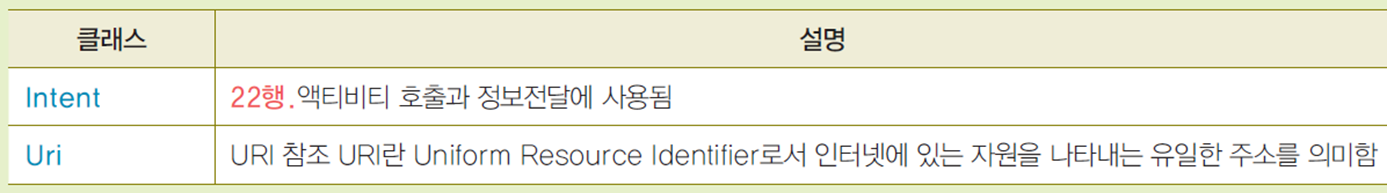 클래스 설명
Intent 22행.액티비티 호출과 정보전달에 사용됨
Uri URI 참조 URI란 Uniform Resource Identifier로서 인터넷에 있는 자원을 나타내는 유일한 주소를 의미함